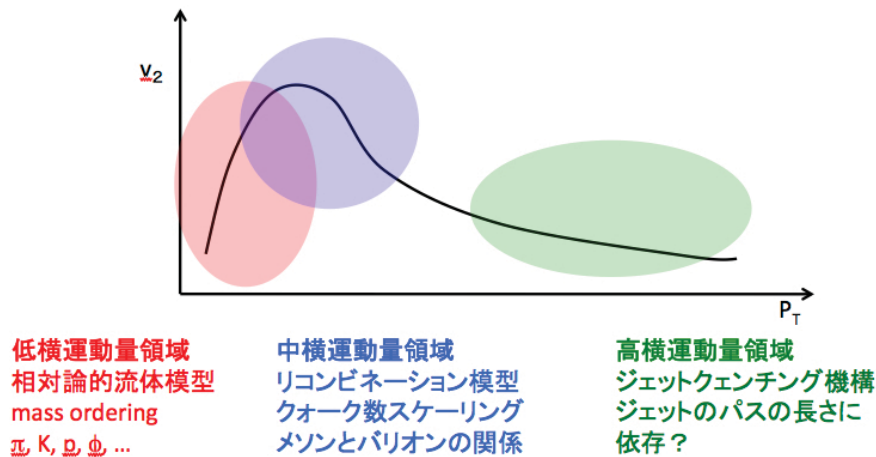 v₂
P_T
低横運動量領域
相対論的流体模型
mass ordering
π, K, p, ϕ, ...
中横運動量領域
リコンビネーション模型
クォーク数スケーリング
メソンとバリオンの関係
高横運動量領域
ジェットクェンチング機構
ジェットのパスの長さに
依存？